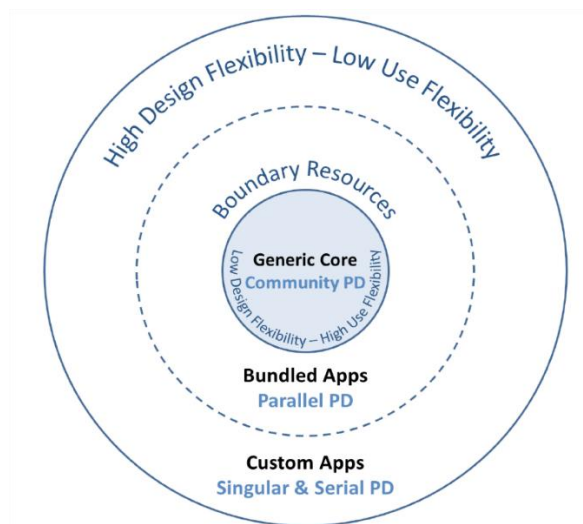 High Design Flexibility – Low Use Flexibility
Boundary Resources
Generic Core
Community PD
Low Design Flexibility – High Use Flexibility
Bundled Apps
Parallel PD
Custom Apps
Singular & Serial PD